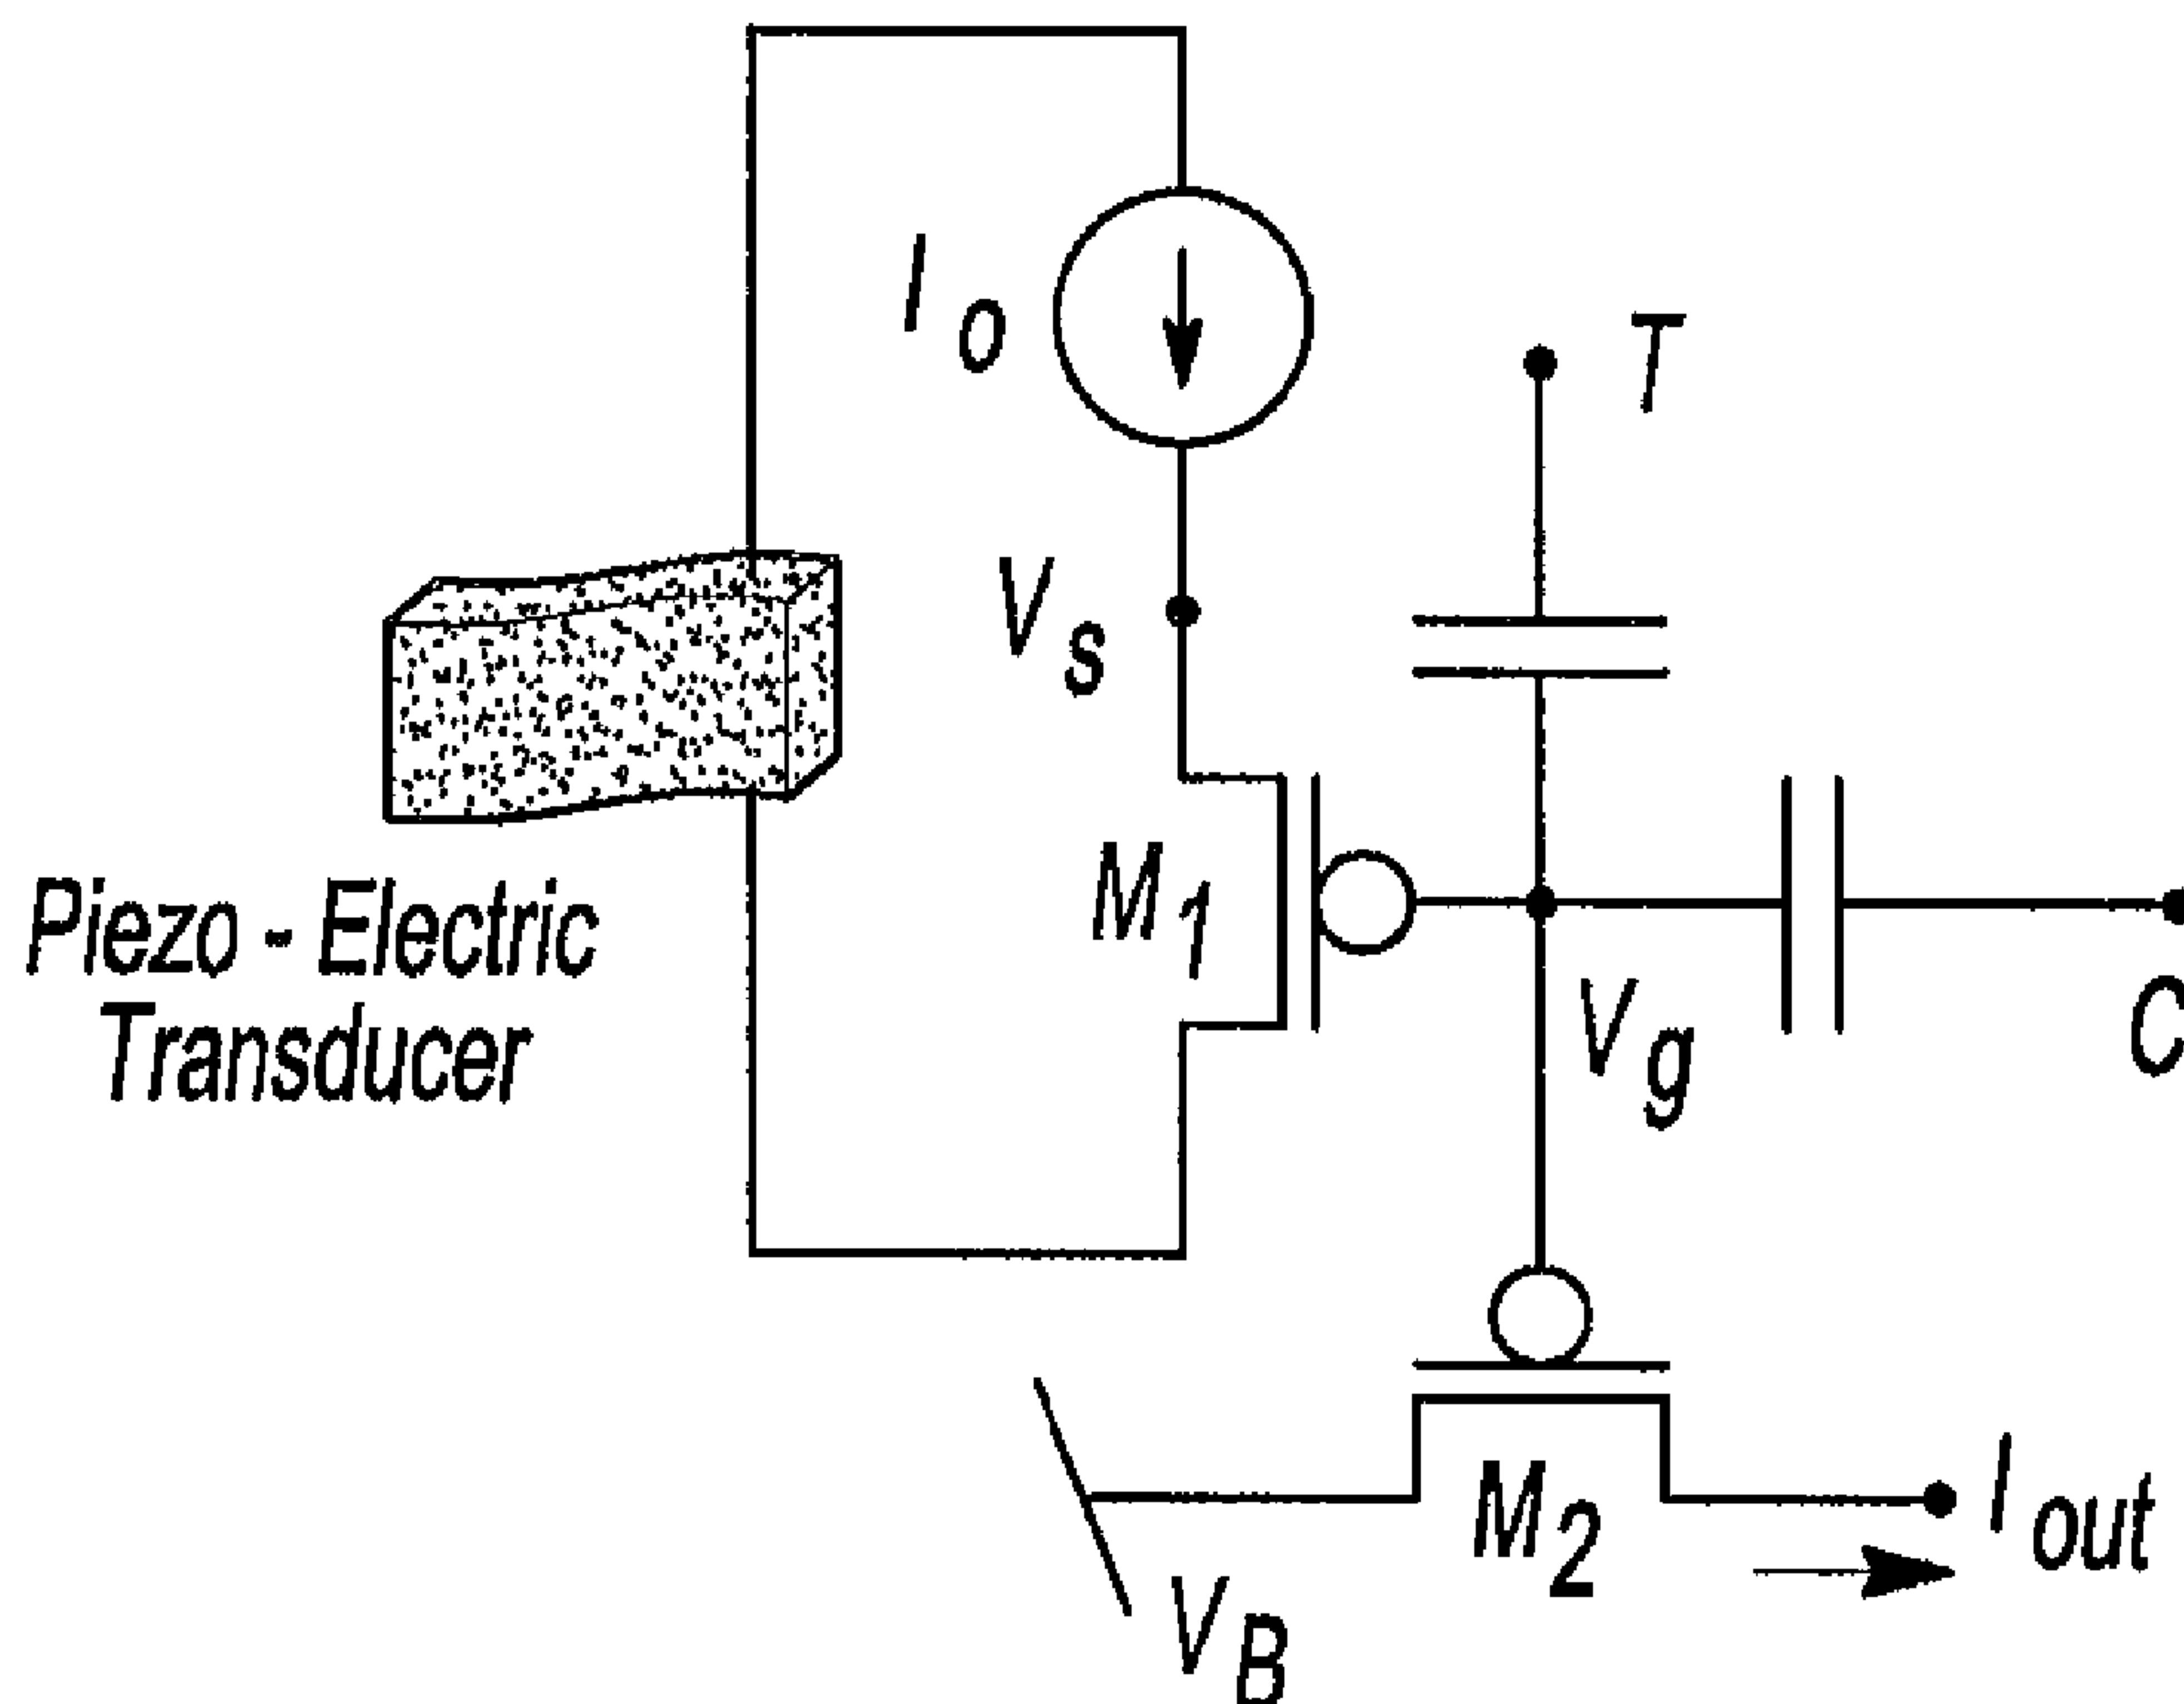 I o
T
V s
M 1
Piezo - Electric
Transducer
V g
C
M 2
I out
V B